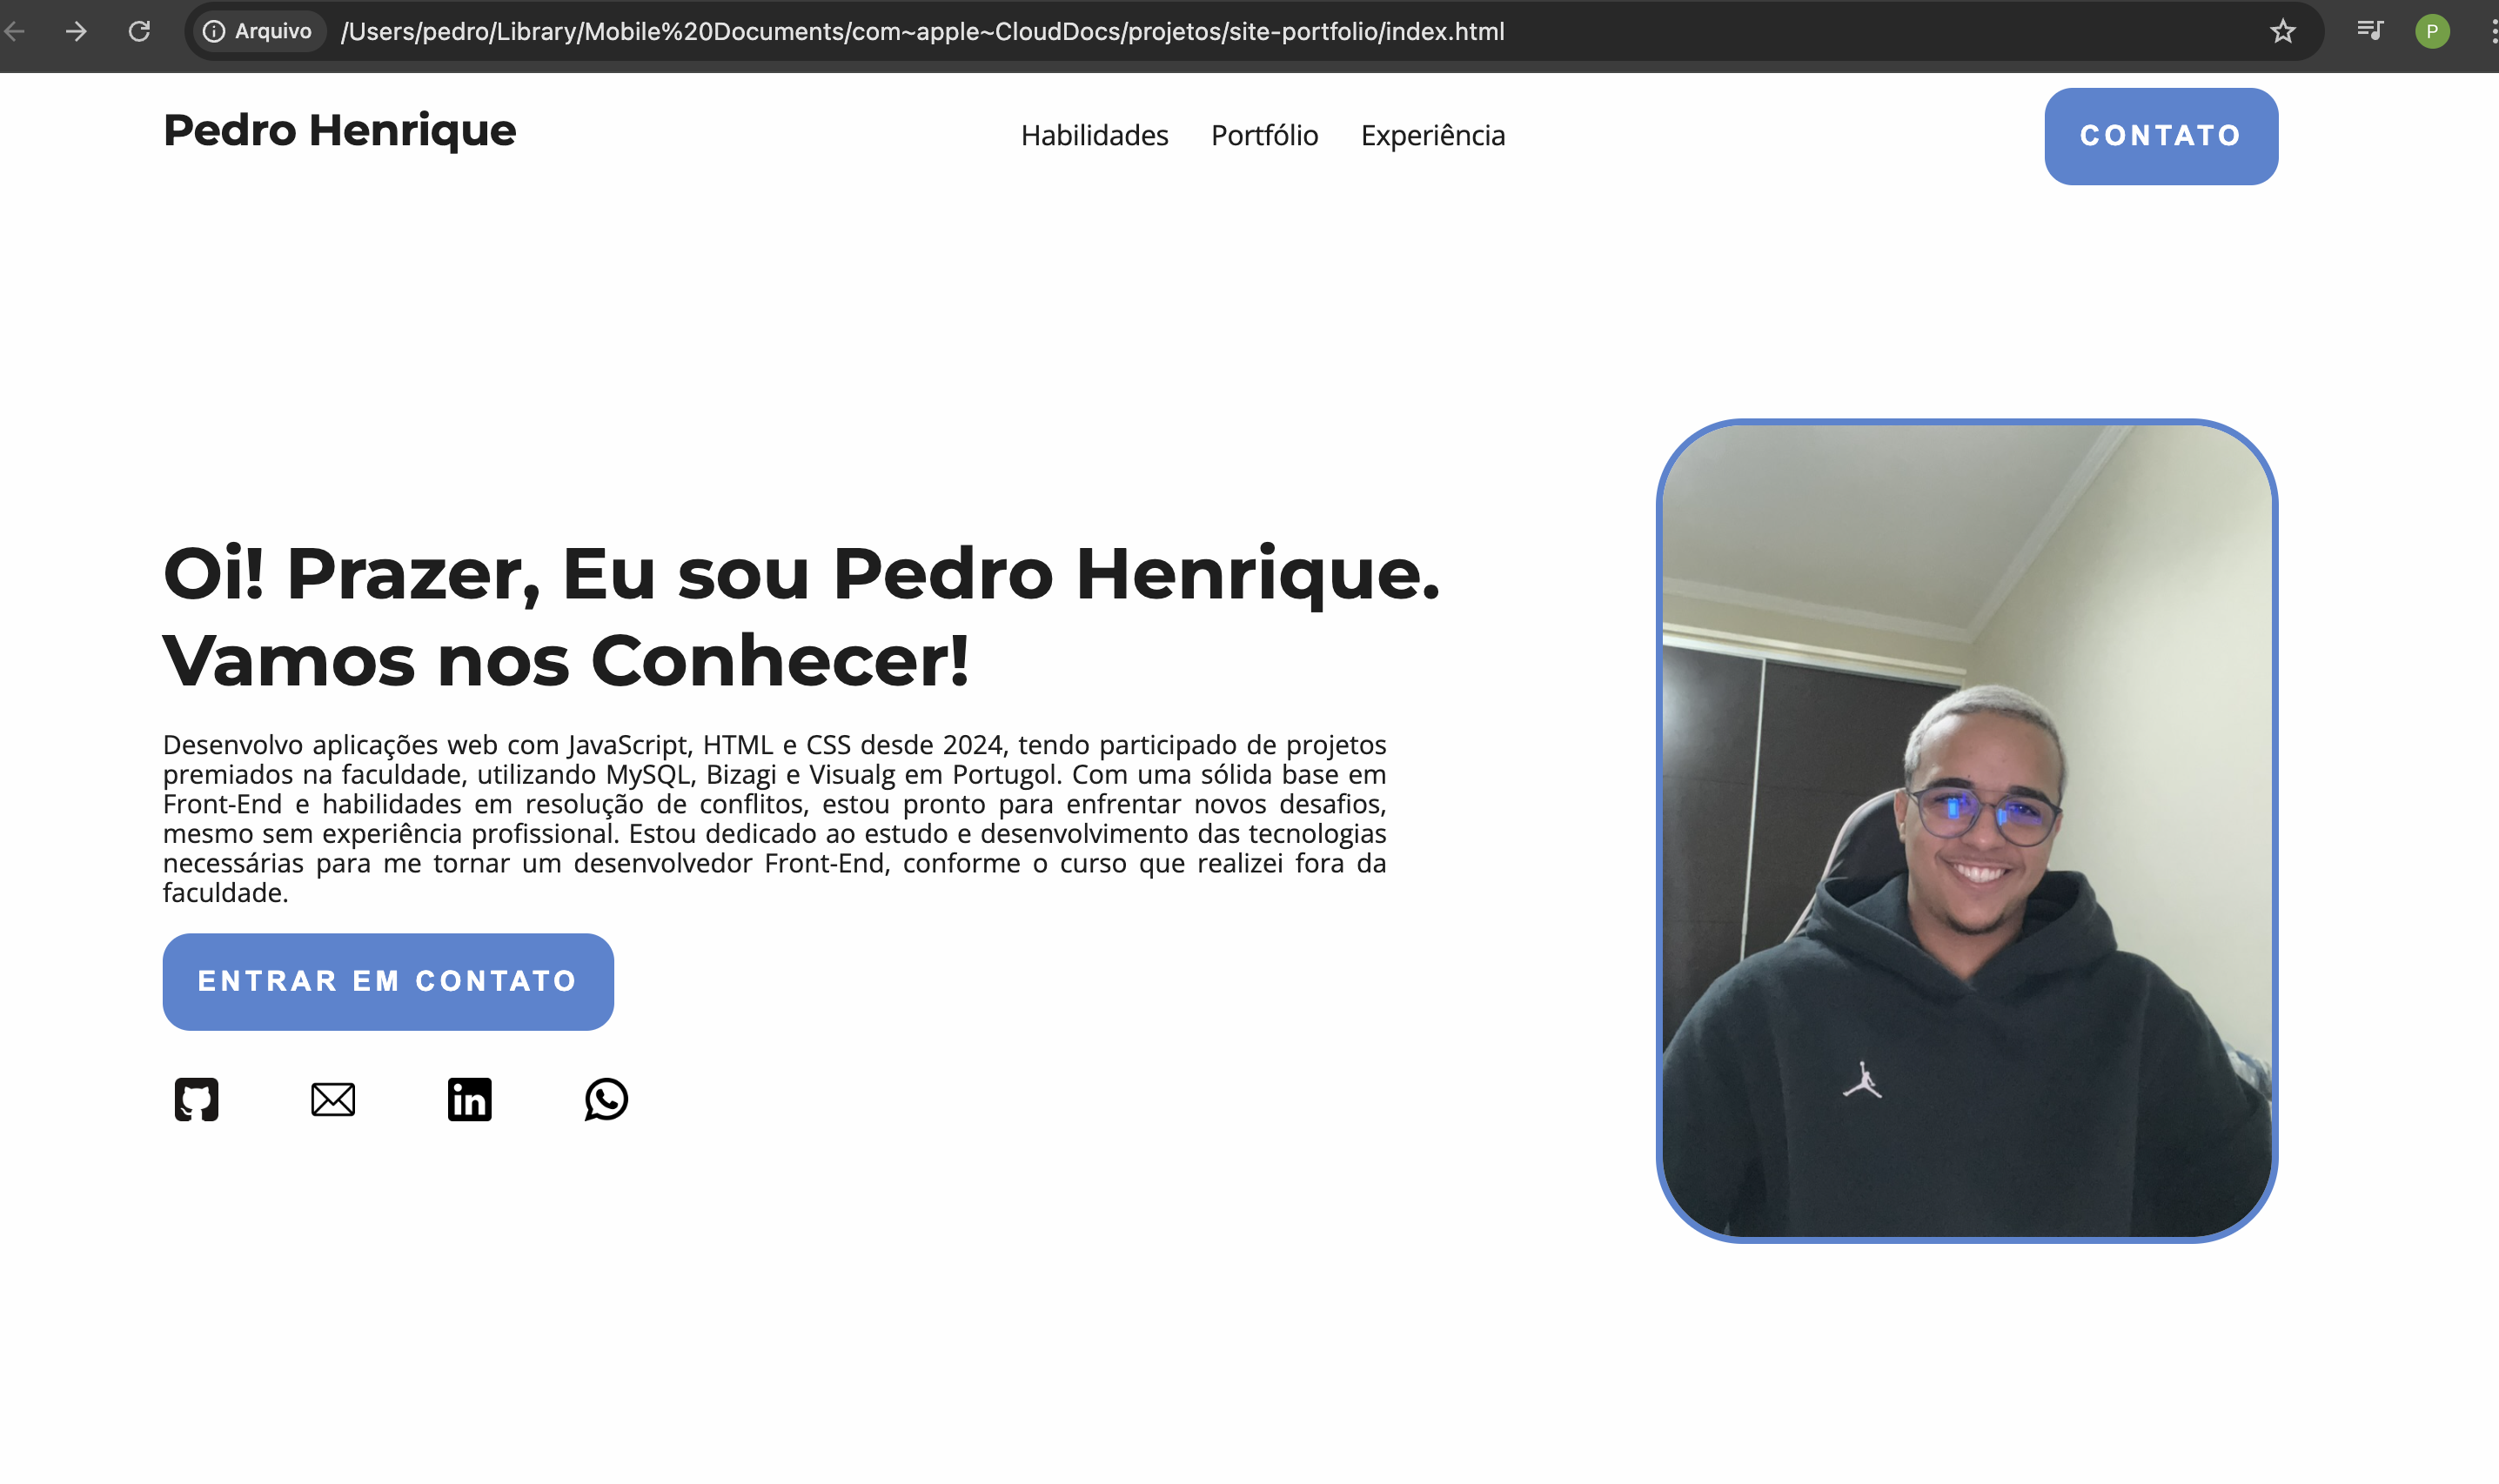 Arquivo /Users/pedro/Library/Mobile%20Documents/com~apple~CloudDocs/projetos/site-portfolio/index.html P
Pedro Henrique Habilidades Portfólio Experiência CONTATO
Oi! Prazer, Eu sou Pedro Henrique.
Vamos nos Conhecer!
Desenvolvo aplicações web com JavaScript, HTML e CSS desde 2024, tendo participado de projetos
premiados na faculdade, utilizando MySQL, Bizagi e Visualg em Portugol. Com uma sólida base em
Front-End e habilidades em resolução de conflitos, estou pronto para enfrentar novos desafios,
mesmo sem experiência profissional. Estou dedicado ao estudo e desenvolvimento das tecnologias
necessárias para me tornar um desenvolvedor Front-End, conforme o curso que realizei fora da
faculdade.
ENTRAR EM CONTATO
in